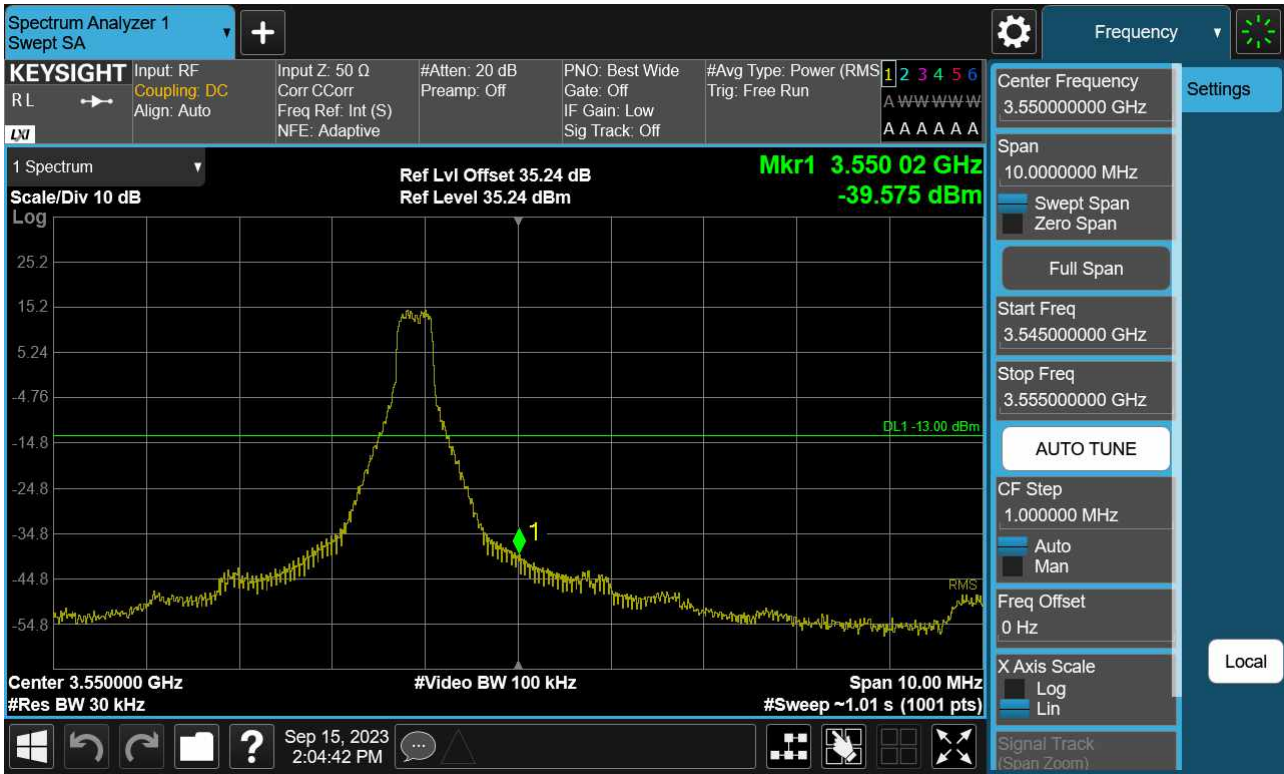 Spectrum Analyzer 1
Swept SA
Frequency
KEYSIGHT
R L
LXI
Input: RF
Coupling: DC
Align: Auto
Input Z: 50 Ω
Corr CCorr
Freq Ref: Int (S)
NFE: Adaptive
#Atten: 20 dB
Preamp: Off
PNO: Best Wide
Gate: Off
IF Gain: Low
Sig Track: Off
#Avg Type: Power (RMS
Trig: Free Run
1 2 3 4 5 6
A W W W W W
A A A A A A
1 Spectrum
Scale/Div 10 dB
Log
Ref Lvl Offset 35.24 dB
Ref Level 35.24 dBm
Mkr1 3.550 02 GHz
-39.575 dBm
25.2
15.2
5.24
-4.76
-14.8
-24.8
-34.8
-44.8
-54.8
DL1 -13.00 dBm
1
RMS
Center 3.550000 GHz
#Res BW 30 kHz
#Video BW 100 kHz
Span 10.00 MHz
#Sweep ~1.01 s (1001 pts)
Center Frequency
3.550000000 GHz
Span
10.0000000 MHz
Swept Span
Zero Span
Full Span
Start Freq
3.545000000 GHz
Stop Freq
3.555000000 GHz
AUTO TUNE
CF Step
1.000000 MHz
Auto
Man
Freq Offset
0 Hz
X Axis Scale
Log
Lin
Signal Track
(Span Zoom)
Settings
Local
?
Sep 15, 2023
2:04:42 PM